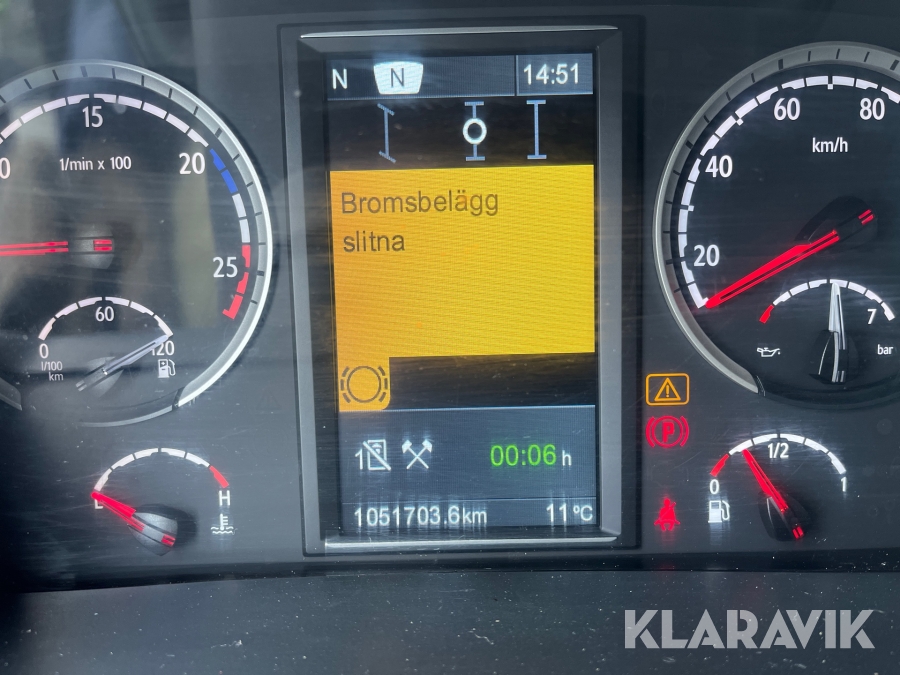 N N 14:51
15
1/min x 100
20
25
60
0 120
l/100
km
L H
Bromsbelägg
slitna
1 00:06 h
1051703.6km 11°C
60 80
km/h
40
20
7
bar
P
0 1/2 1
KLARAVIK